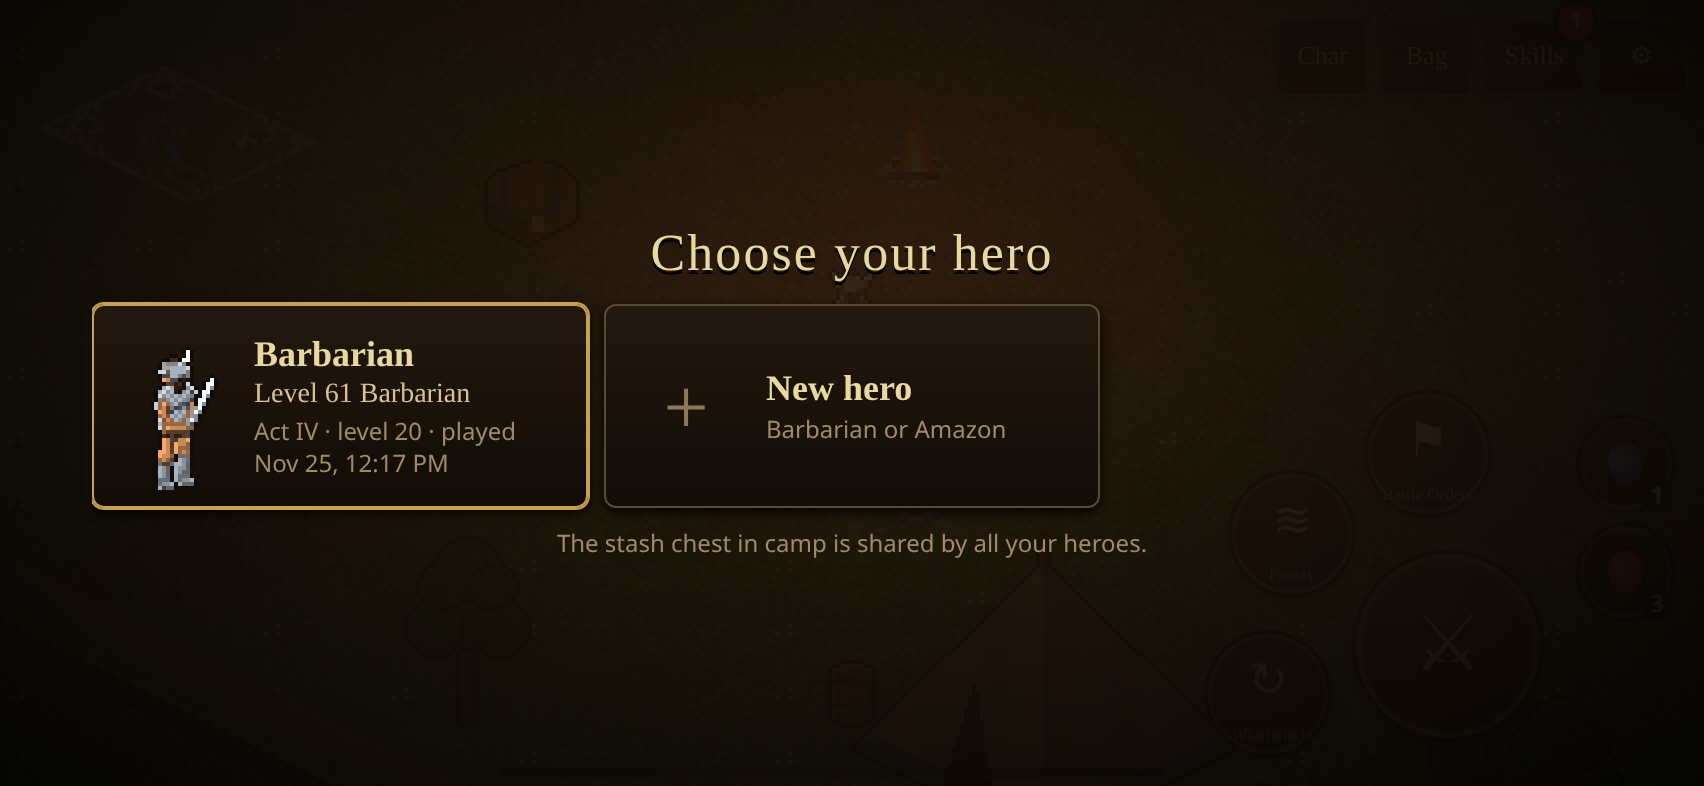 1
Char
Bag
Skills
Choose your hero
Barbarian
Level 61 Barbarian
Act IV · level 20 · played
Nov 25, 12:17 PM
New hero
Barbarian or Amazon
The stash chest in camp is shared by all your heroes.
Battle Orders
1
Frenzy
3
Whirlwind